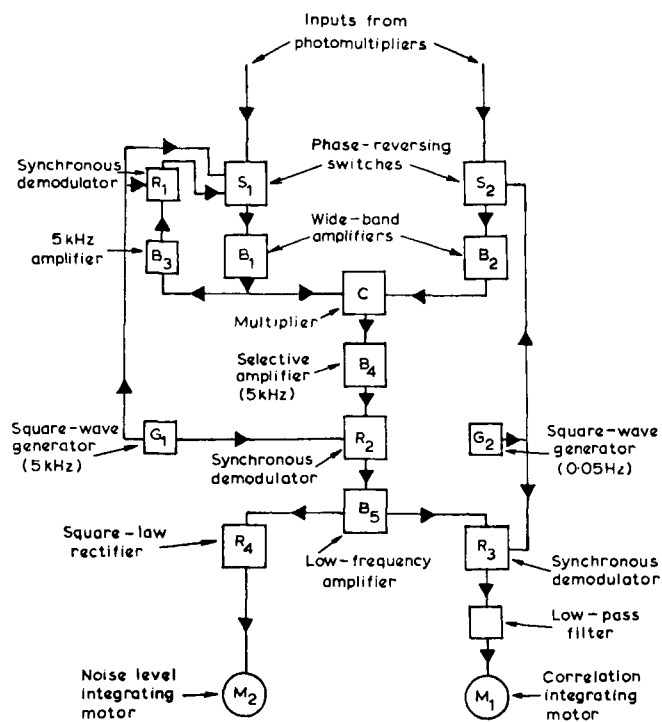 Inputs from
photomultipliers
Phase-reversing
switches
Synchronous
demodulator
R1
S1
S2
5kHz
amplifier
Wide-band
amplifiers
B3
B1
B2
C
Multiplier
Selective
amplifier
(5kHz)
B4
Square-wave
generator
(5kHz)
G1
R2
Synchronous
demodulator
G2
Square-wave
generator
(0·05Hz)
Square-law
rectifier
R4
B5
Low-frequency
amplifier
R3
Synchronous
demodulator
Low-pass
filter
Noise level
integrating
motor
M2
M1
Correlation
integrating
motor